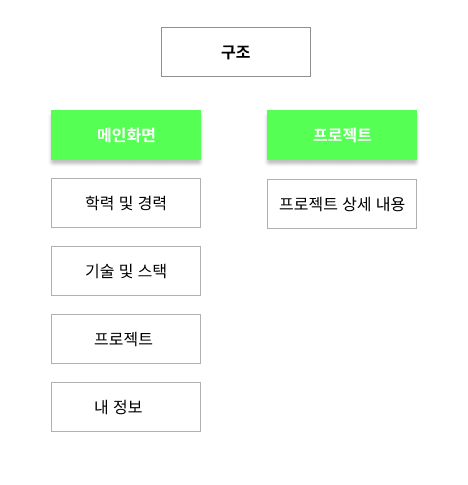 구조
메인화면
프로젝트
학력 및 경력
프로젝트 상세 내용
기술 및 스택
프로젝트
내 정보